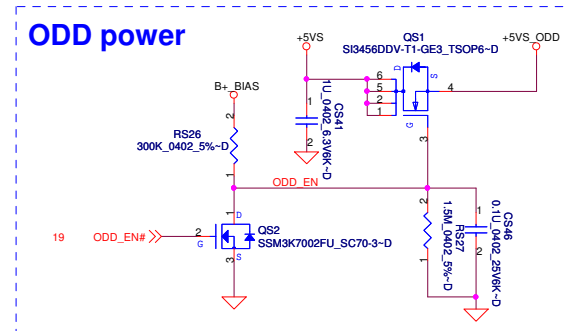 ODD power
+5VS
QS1
SI3456DDV-T1-GE3_TSOP6~D
+5VS_ODD
B+_BIAS
D
S
6
5
2
1
4
G
3
1
2
CS41
1U_0402_6.3V6K~D
2
RS26
300K_0402_5%~D
1
ODD_EN
1
D
19
ODD_EN#
2
G
QS2
SSM3K7002FU_SC70-3~D
3
S
2
1
RS27
1.5M_0402_5%~D
1
2
CS46
0.1U_0402_25V6K~D